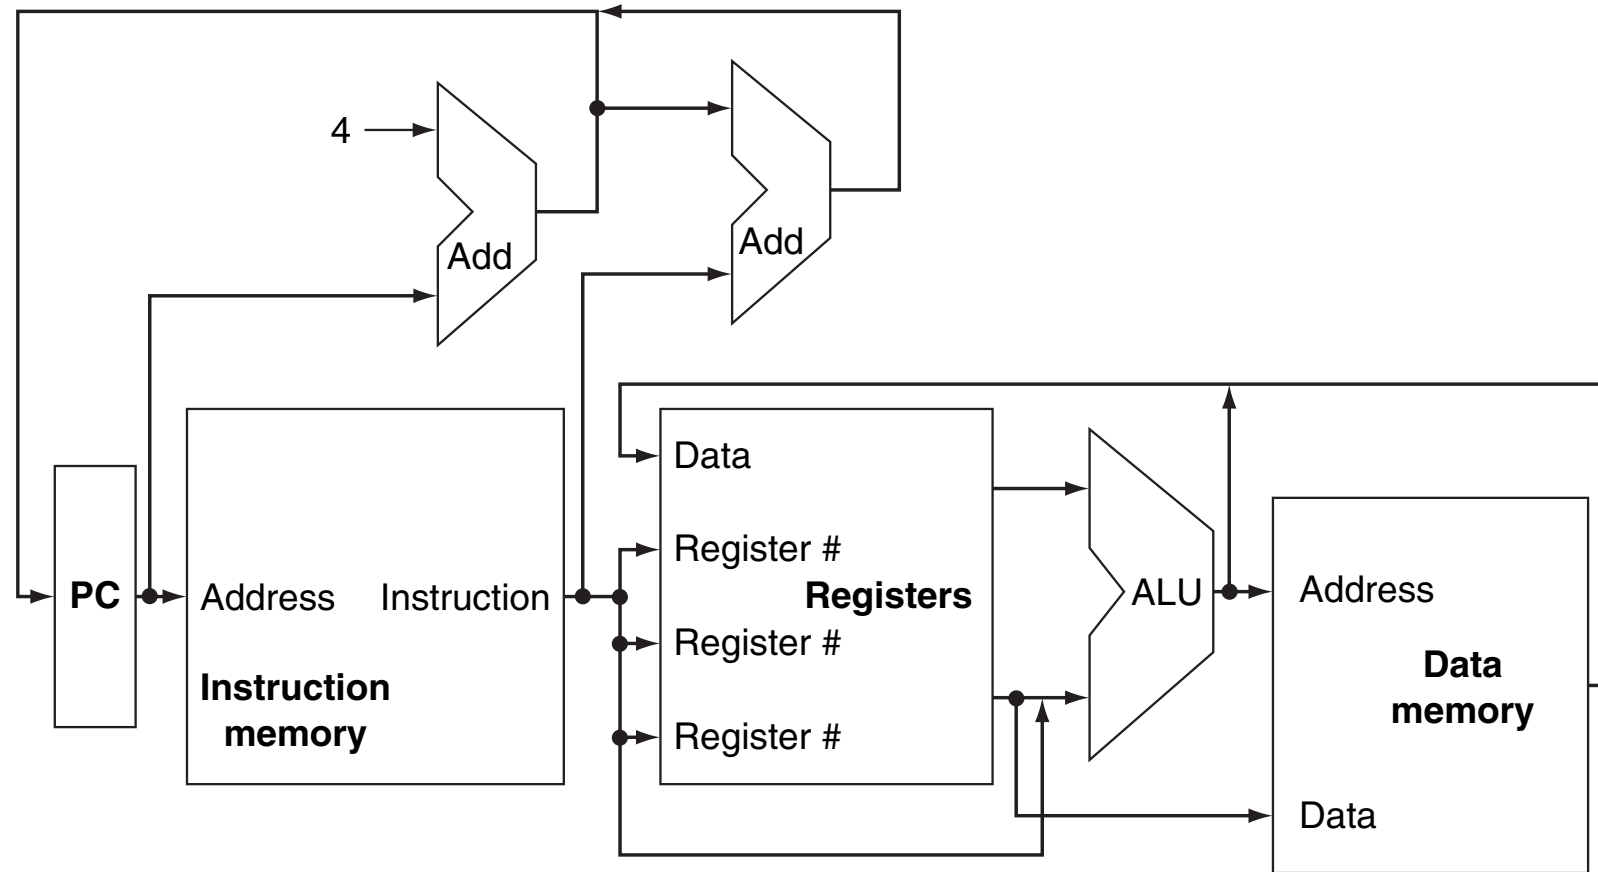 4
Add
Add
Data
Register #
PC
Address
Instruction
Registers
ALU
Address
Register #
Data
memory
Instruction
memory
Register #
Data